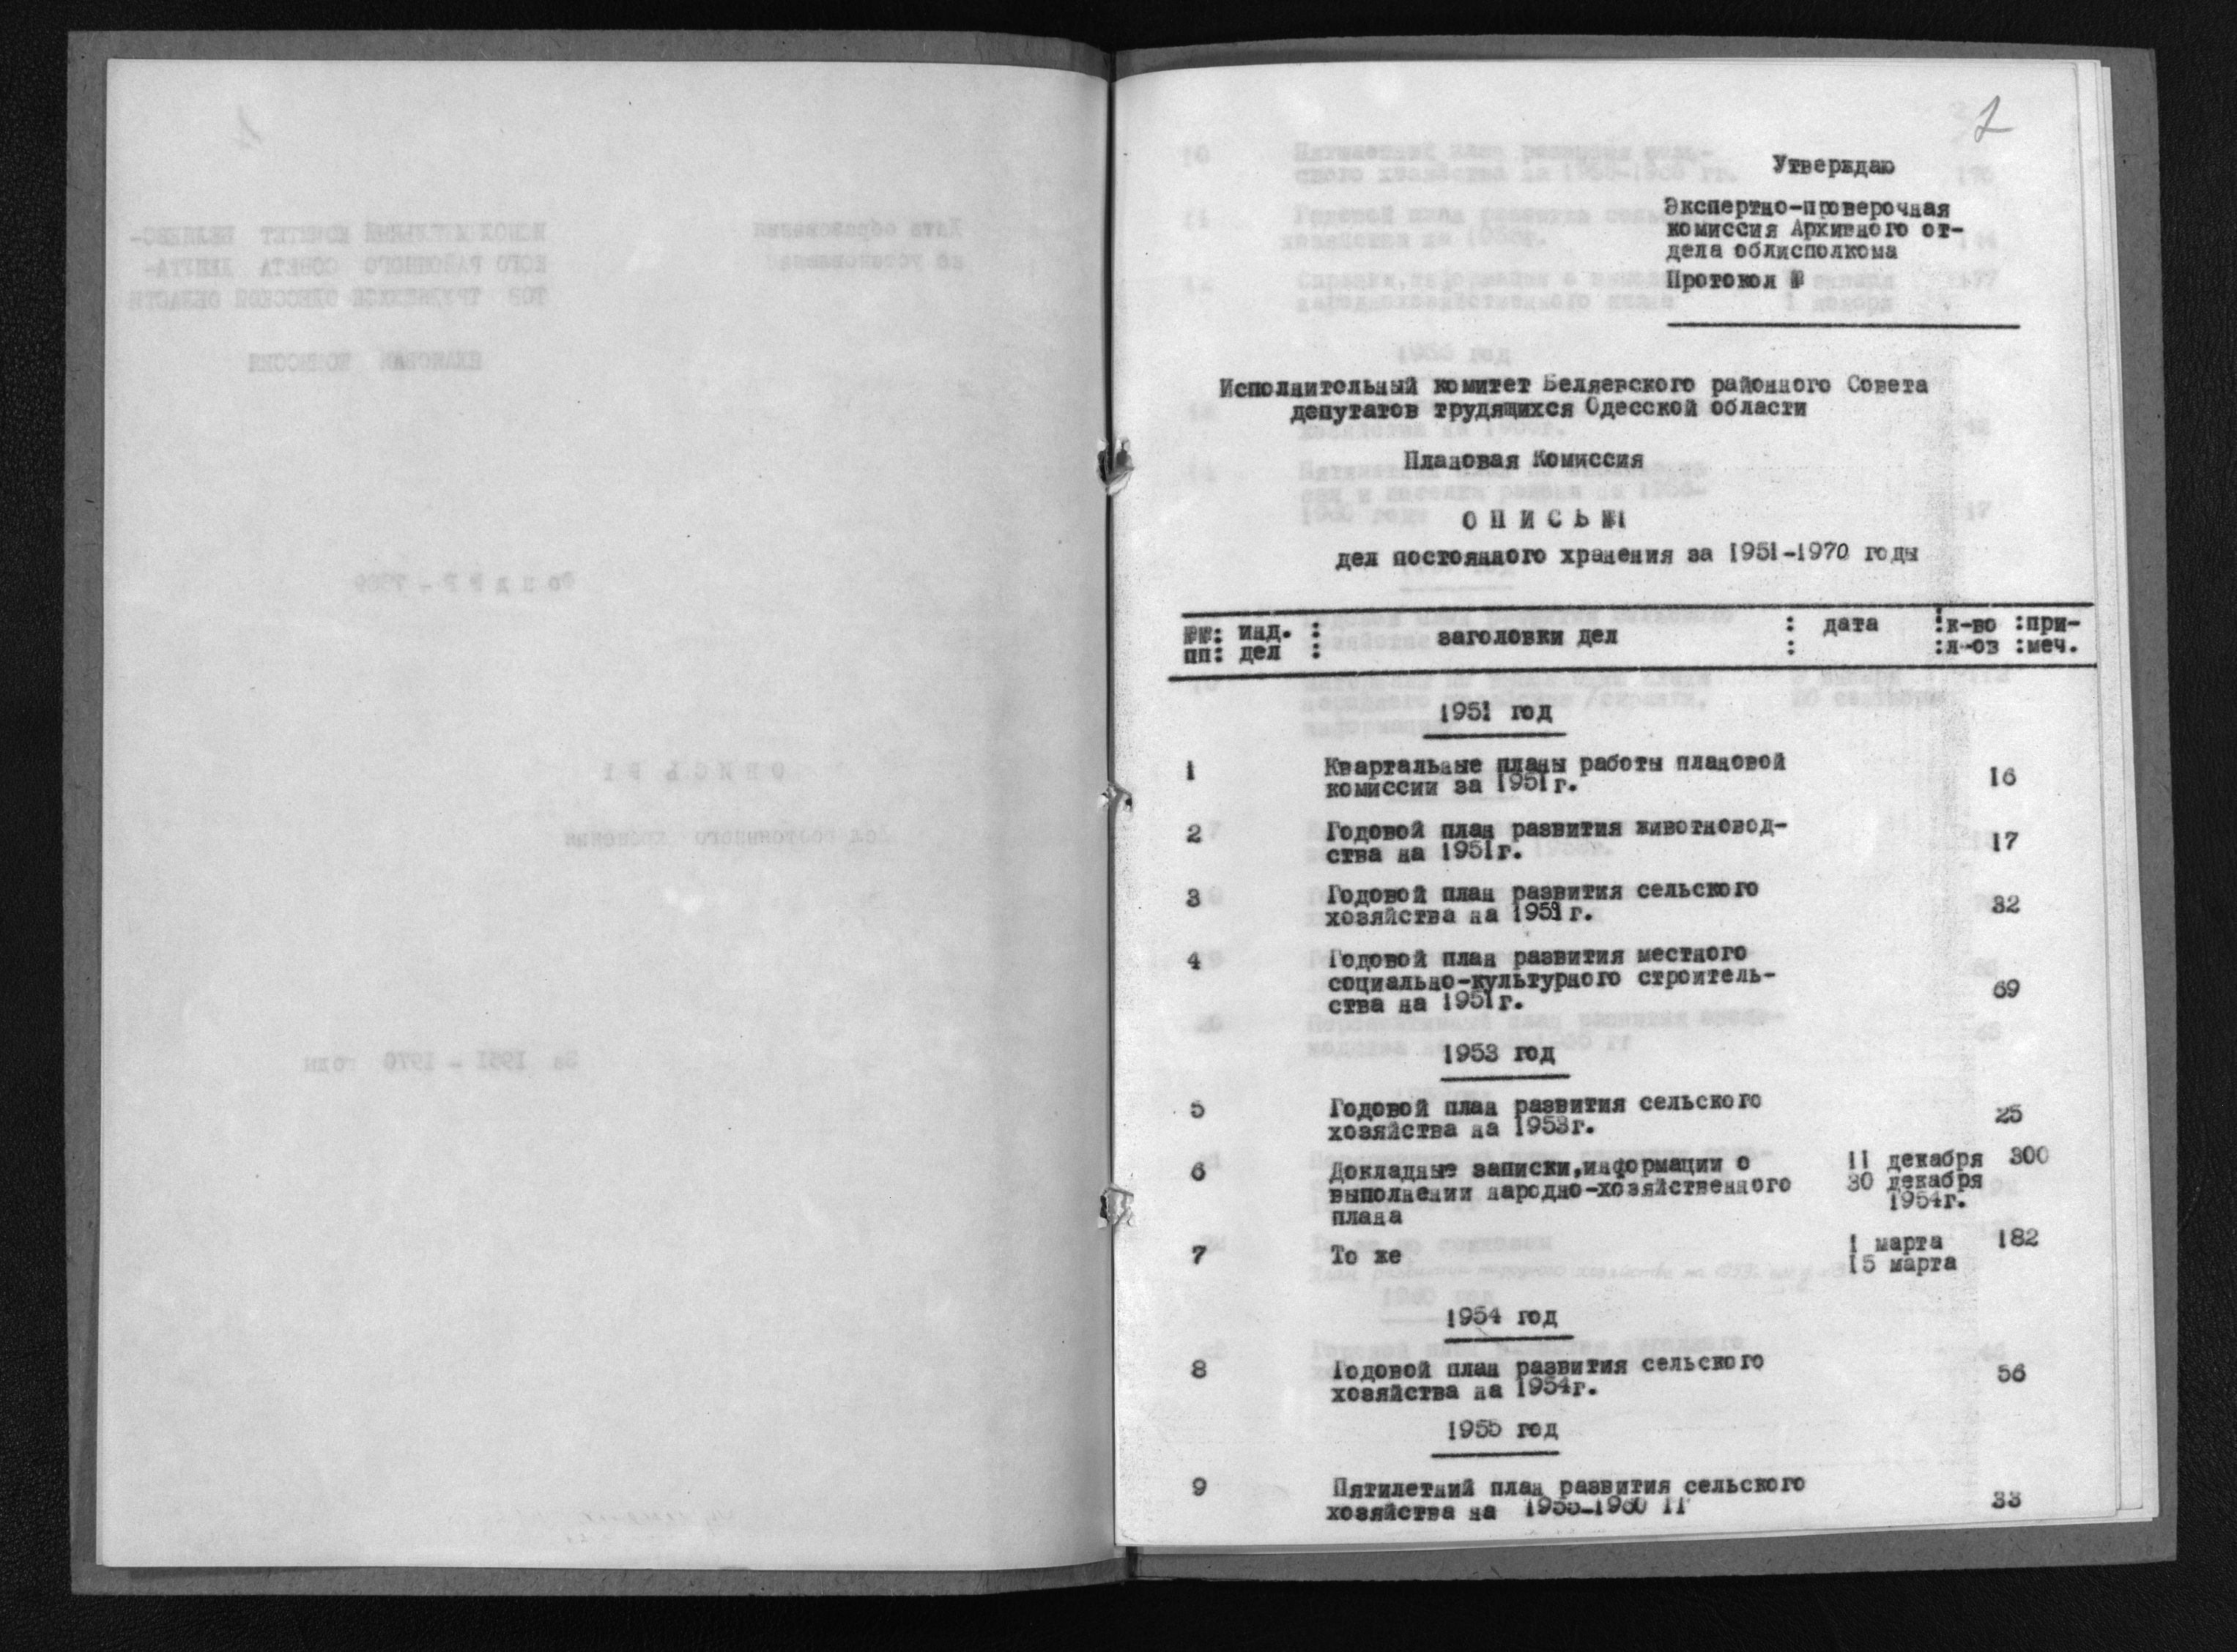 2
Утверждаю
Экспертно-проверочная
комиссия Архивного от-
дела облисполкома
Протокол №
Исполнительный комитет Беляевского районного Совета
депутатов трудящихся Одесской области
Плановая Комиссия
О П И С Ь №1
дел постоянного хранения за 1951-1970 годы
№№: инд. : заголовки дел : дата :к-во :при-
пп: дел : : :л-ов :меч.
1951 год
1 Квартальные планы работы плановой
комиссии за 1951г. 16
2 Годовой план развития животновод-
ства на 1951г. 17
3 Годовой план развития сельского
хозяйства на 1951г. 32
4 Годовой план развития местного
социально-культурного строитель-
ства на 1951г. 69
1953 год
5 Годовой план развития сельского
хозяйства на 1953г. 25
6 Докладные записки,информации о 11 декабря 300
выполнении народно-хозяйственного 30 декабря
плана 1954г.
7 То же 1 марта 182
15 марта
1954 год
8 Годовой план развития сельского
хозяйства на 1954г. 56
1955 год
9 Пятилетний план развития сельского
хозяйства на 1955-1960 гг 33